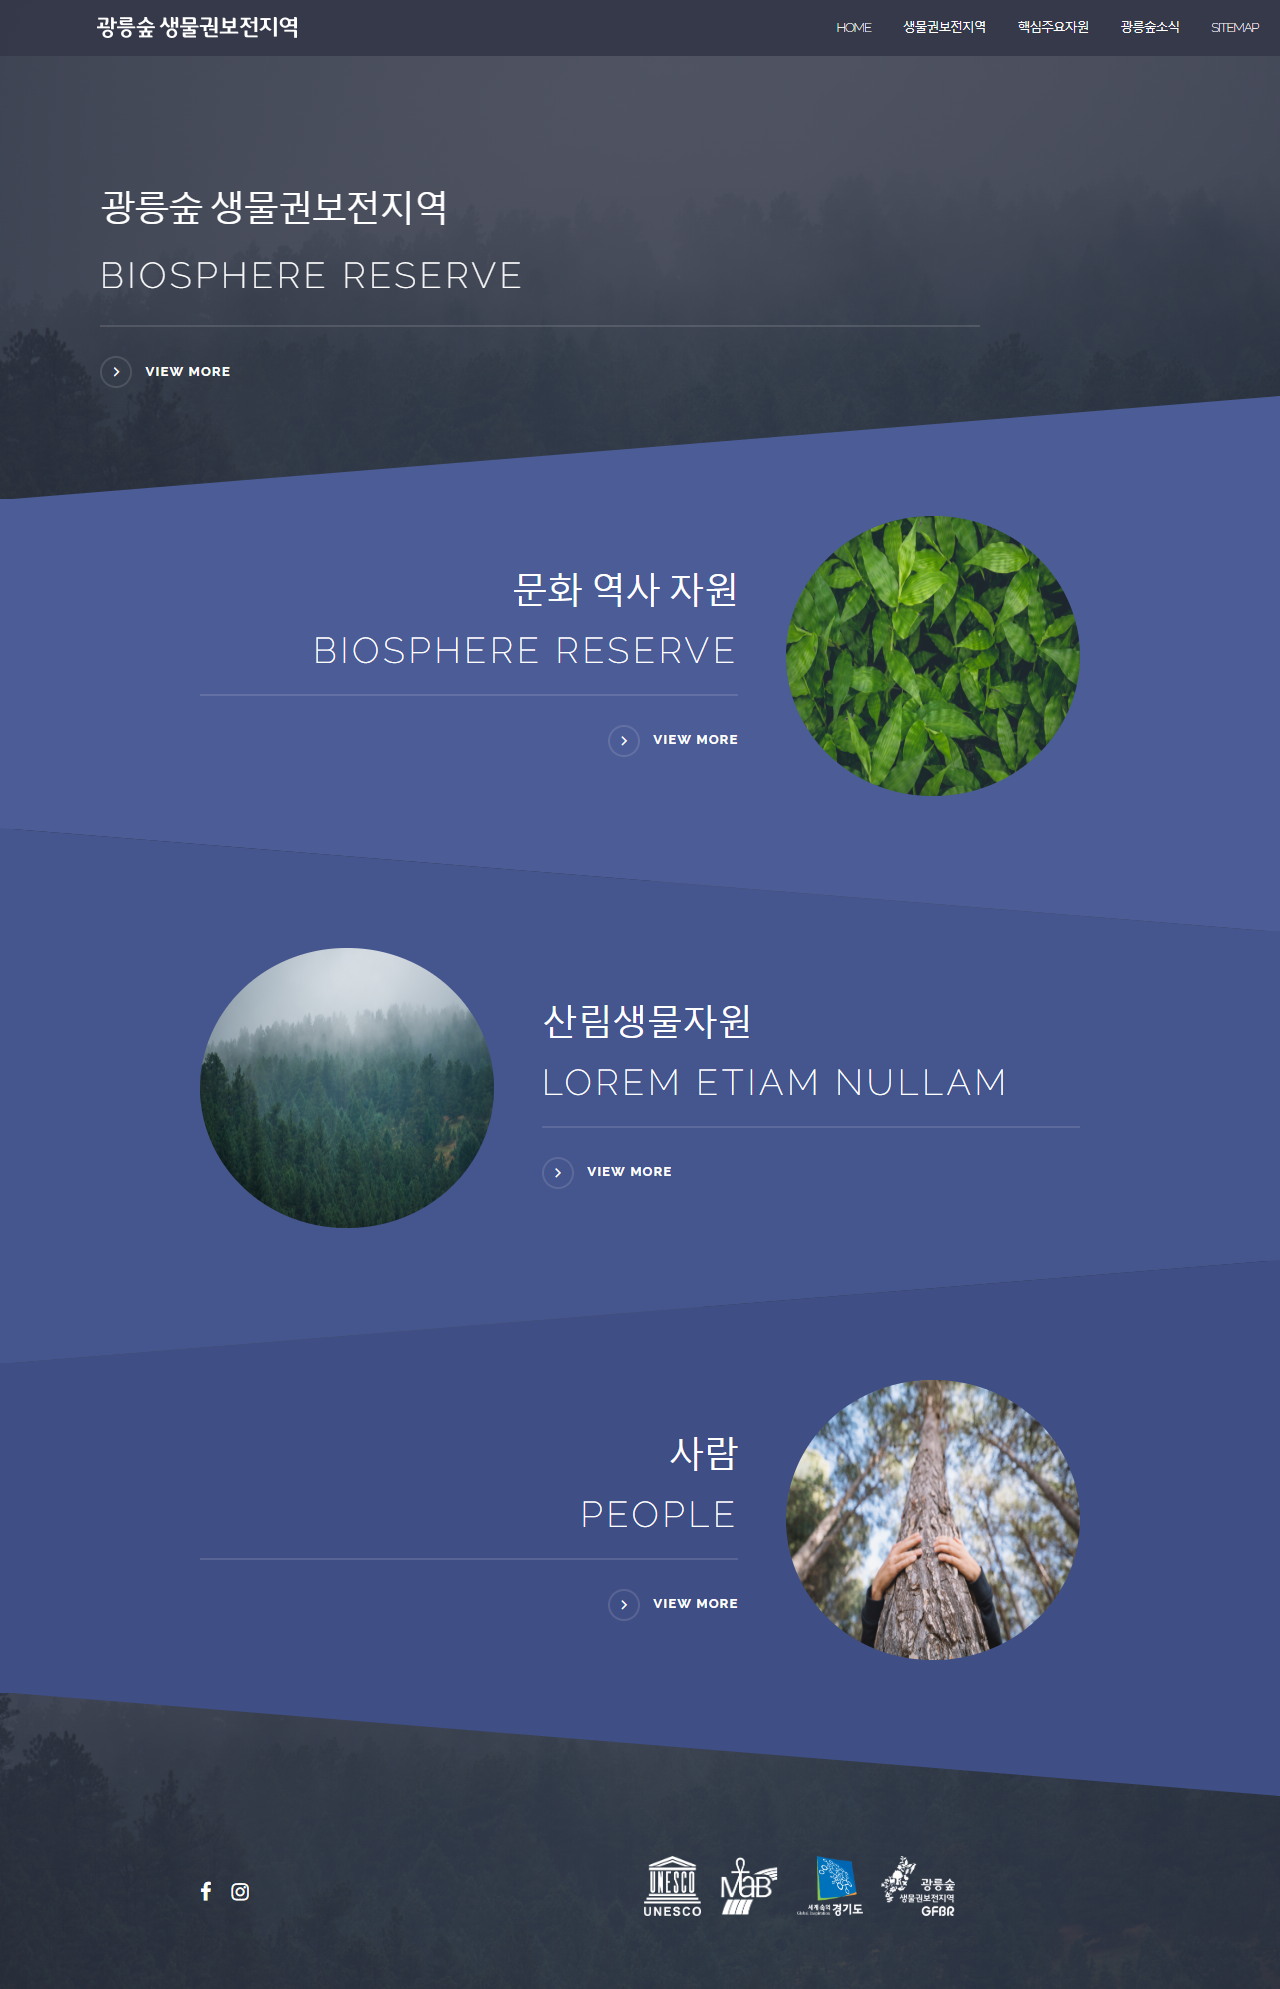 광릉숲 생물권보전지역
HOME 생물권보전지역 핵심주요자원 광릉숲소식 SITEMAP
광릉숲 생물권보전지역
BIOSPHERE RESERVE
VIEW MORE
문화 역사 자원
BIOSPHERE RESERVE
VIEW MORE
산림생물자원
LOREM ETIAM NULLAM
VIEW MORE
사람
PEOPLE
VIEW MORE
UNESCO
UNESCO
MaB
세계속의 경기도
광릉숲
생물권보전지역
GFBR